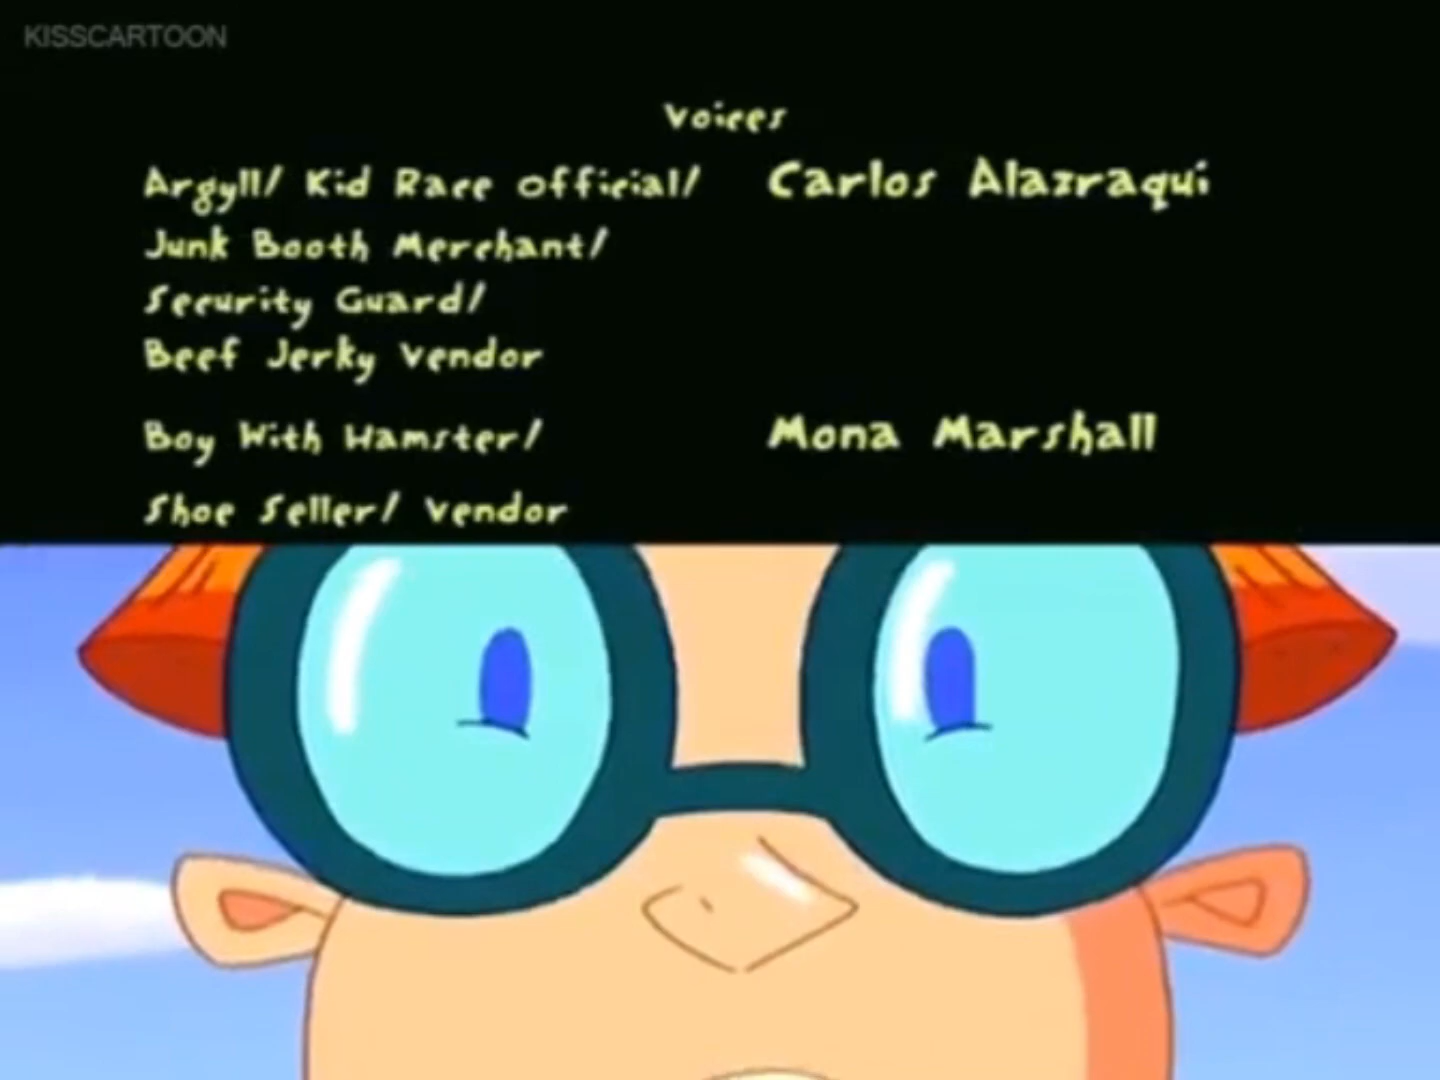 KISSCARTOON
Voices
Argyll/ Kid Race Official/ Carlos Alazraqui
Junk Booth Merchant/
Security Guard/
Beef Jerky Vendor
Boy With Hamster/ Mona Marshall
Shoe Seller/ Vendor